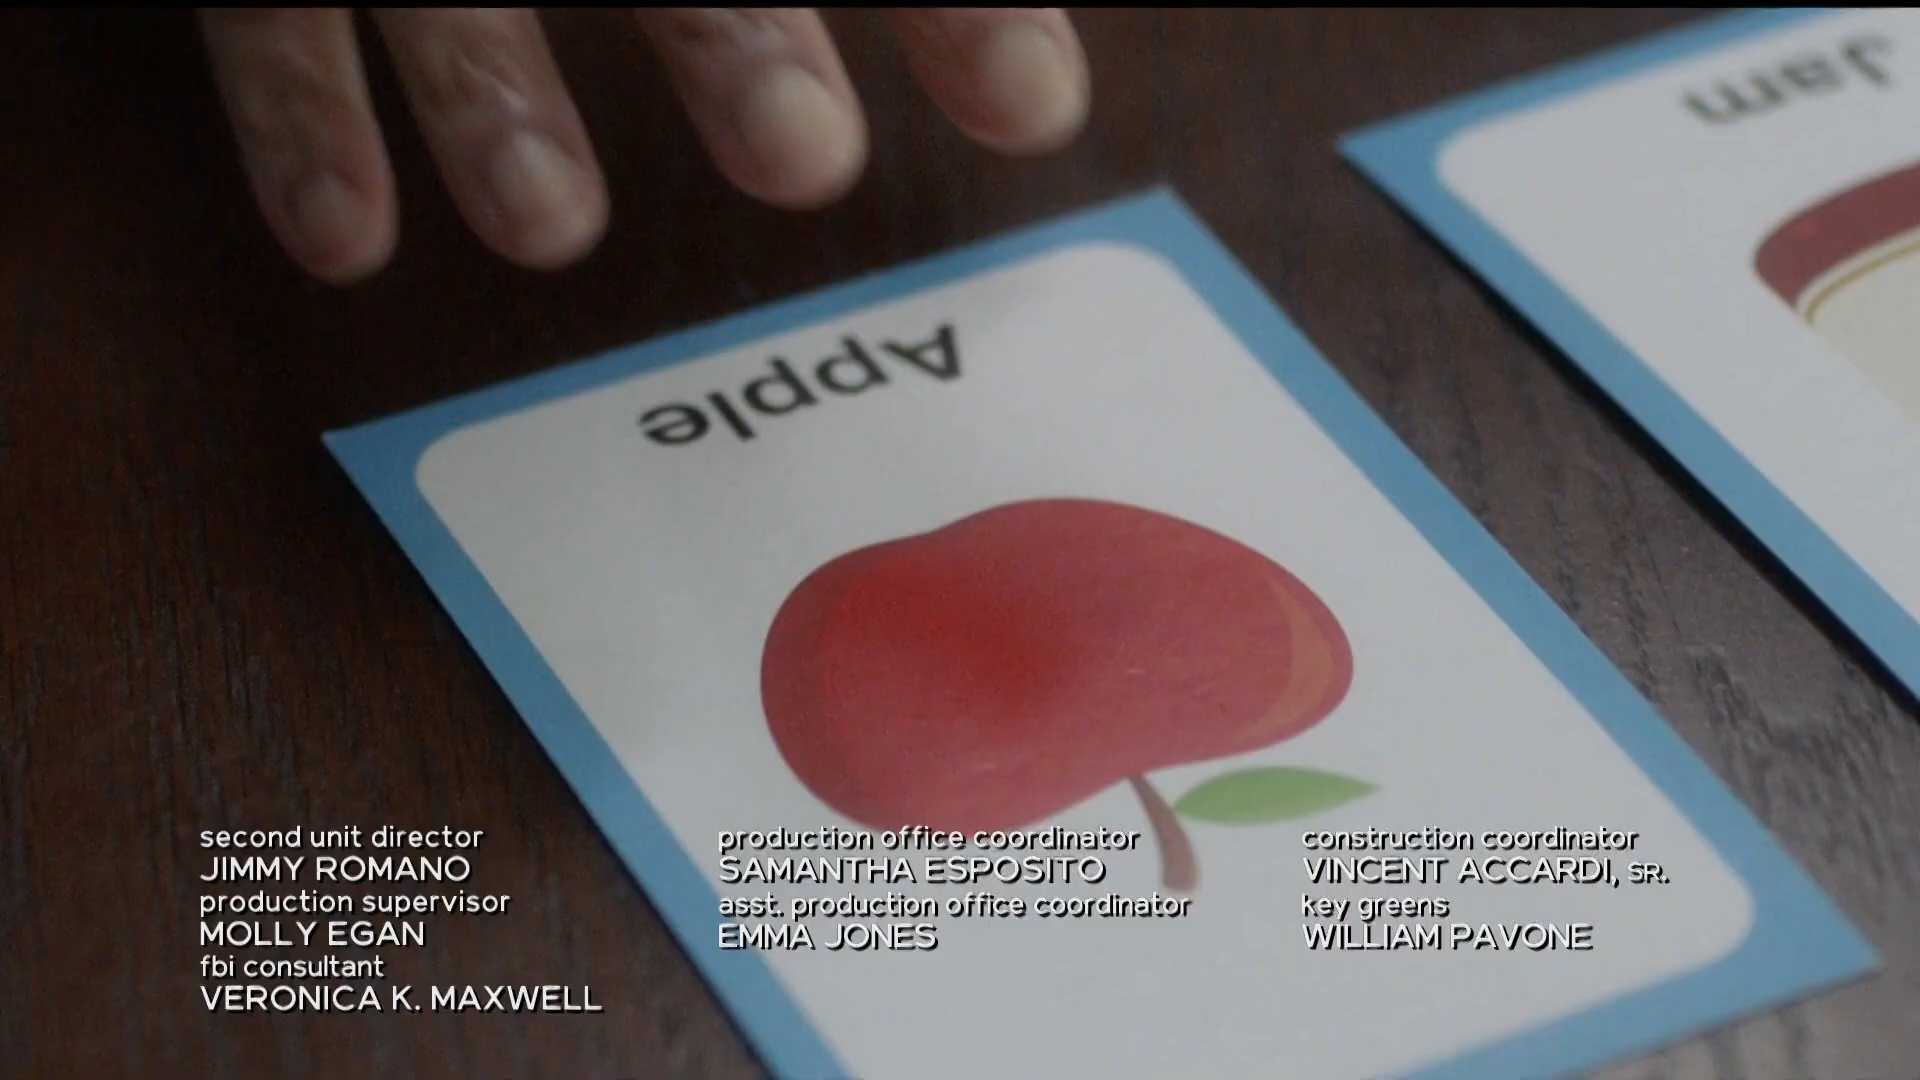 Jam
Apple
second unit director
JIMMY ROMANO
production supervisor
MOLLY EGAN
fbi consultant
VERONICA K. MAXWELL
production office coordinator
SAMANTHA ESPOSITO
asst. production office coordinator
EMMA JONES
construction coordinator
VINCENT ACCARDI, SR.
key greens
WILLIAM PAVONE